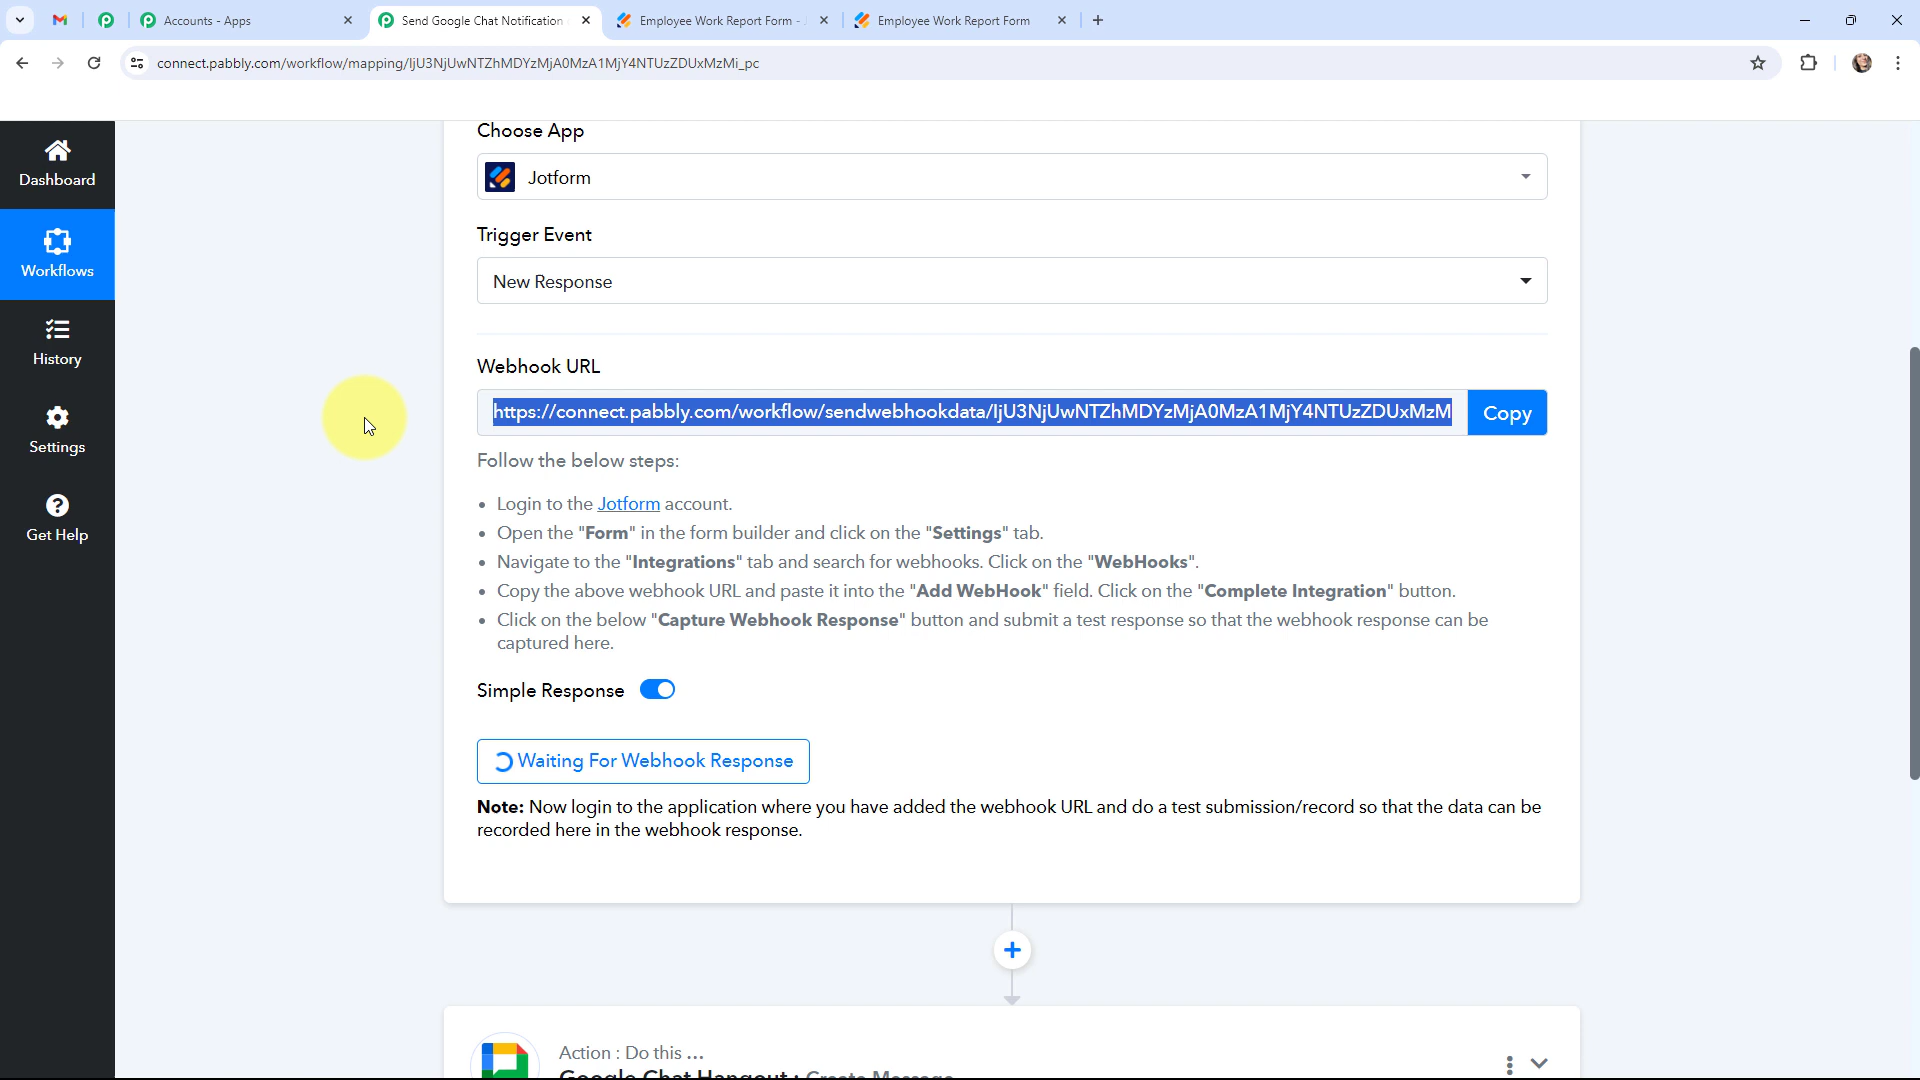 Accounts - Apps
Send Google Chat Notification
Employee Work Report Form -
Employee Work Report Form
connect.pabbly.com/workflow/mapping/IjU3NjUwNTZhMDYzMjA0MzA1MjY4NTUzZDUxMzMi_pc
Dashboard
Workflows
History
Settings
Get Help
Choose App
Jotform
Trigger Event
New Response
Webhook URL
https://connect.pabbly.com/workflow/sendwebhookdata/IjU3NjUwNTZhMDYzMjA0MzA1MjY4NTUzZDUxMzM
Copy
Follow the below steps:
• Login to the Jotform account.
• Open the "Form" in the form builder and click on the "Settings" tab.
• Navigate to the "Integrations" tab and search for webhooks. Click on the "WebHooks".
• Copy the above webhook URL and paste it into the "Add WebHook" field. Click on the "Complete Integration" button.
• Click on the below "Capture Webhook Response" button and submit a test response so that the webhook response can be
captured here.
Simple Response
Waiting For Webhook Response
Note: Now login to the application where you have added the webhook URL and do a test submission/record so that the data can be
recorded here in the webhook response.
Action : Do this ...
Google Chat Hangout : Create Message